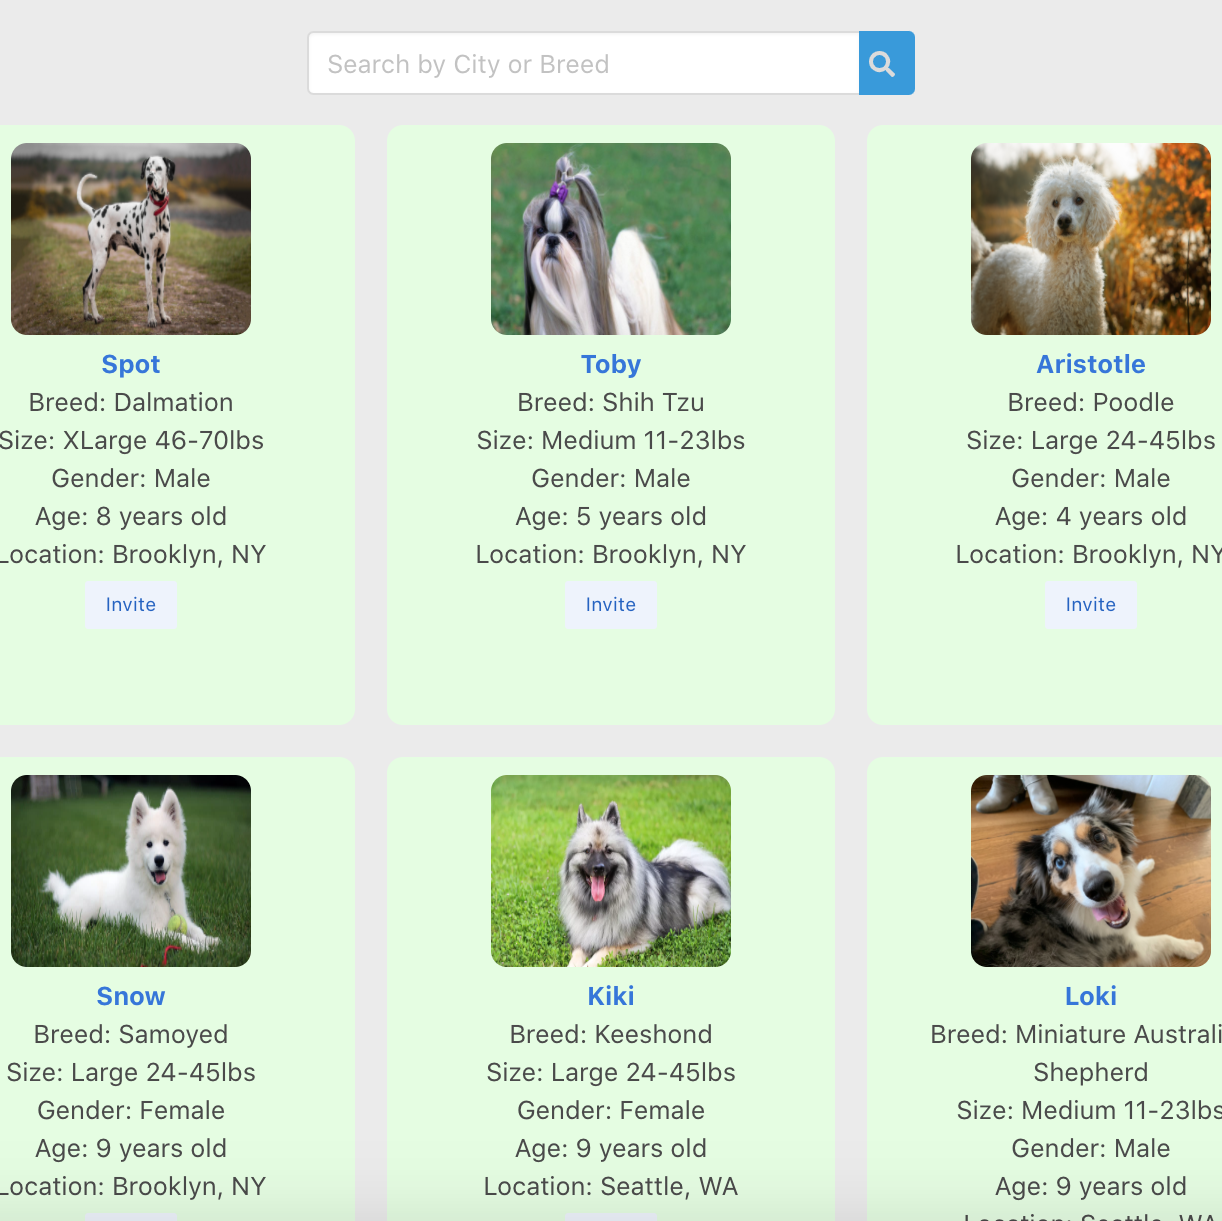 Search by City or Breed
Spot
Breed: Dalmation
Size: XLarge 46-70lbs
Gender: Male
Age: 8 years old
Location: Brooklyn, NY
Invite
Toby
Breed: Shih Tzu
Size: Medium 11-23lbs
Gender: Male
Age: 5 years old
Location: Brooklyn, NY
Invite
Aristotle
Breed: Poodle
Size: Large 24-45lbs
Gender: Male
Age: 4 years old
Location: Brooklyn, NY
Invite
Snow
Breed: Samoyed
Size: Large 24-45lbs
Gender: Female
Age: 9 years old
Location: Brooklyn, NY
Kiki
Breed: Keeshond
Size: Large 24-45lbs
Gender: Female
Age: 9 years old
Location: Seattle, WA
Loki
Breed: Miniature Australi
Shepherd
Size: Medium 11-23lbs
Gender: Male
Age: 9 years old
Location: Seattle, WA